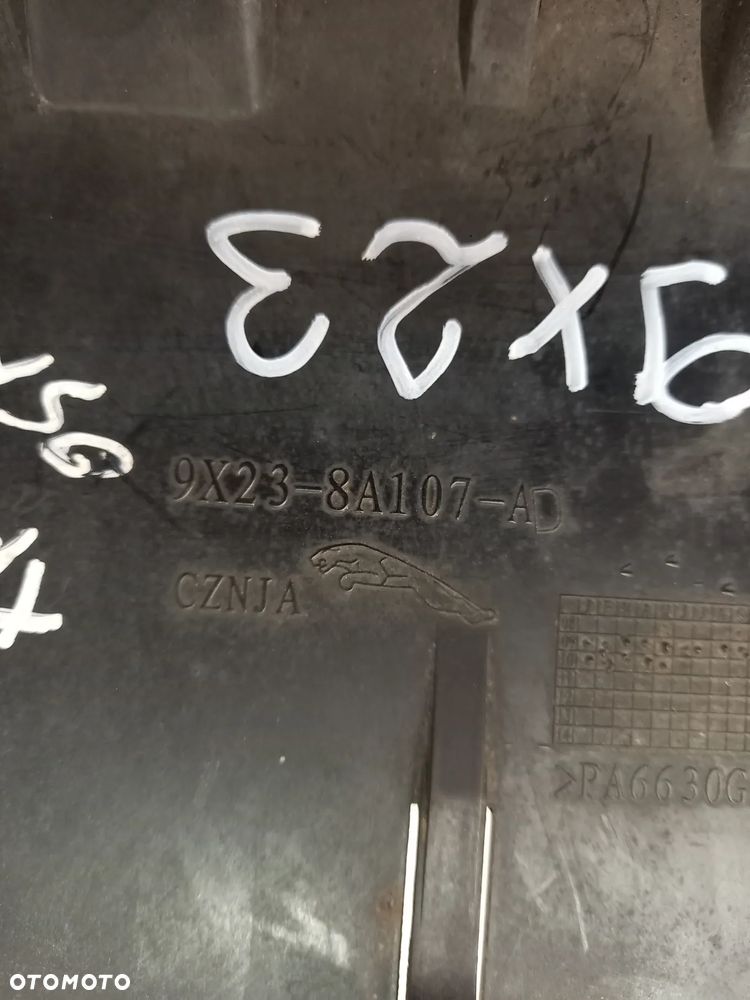 9X23
9X23-8A107-AD
CZNJA
>PA6630G
OTOMOTO